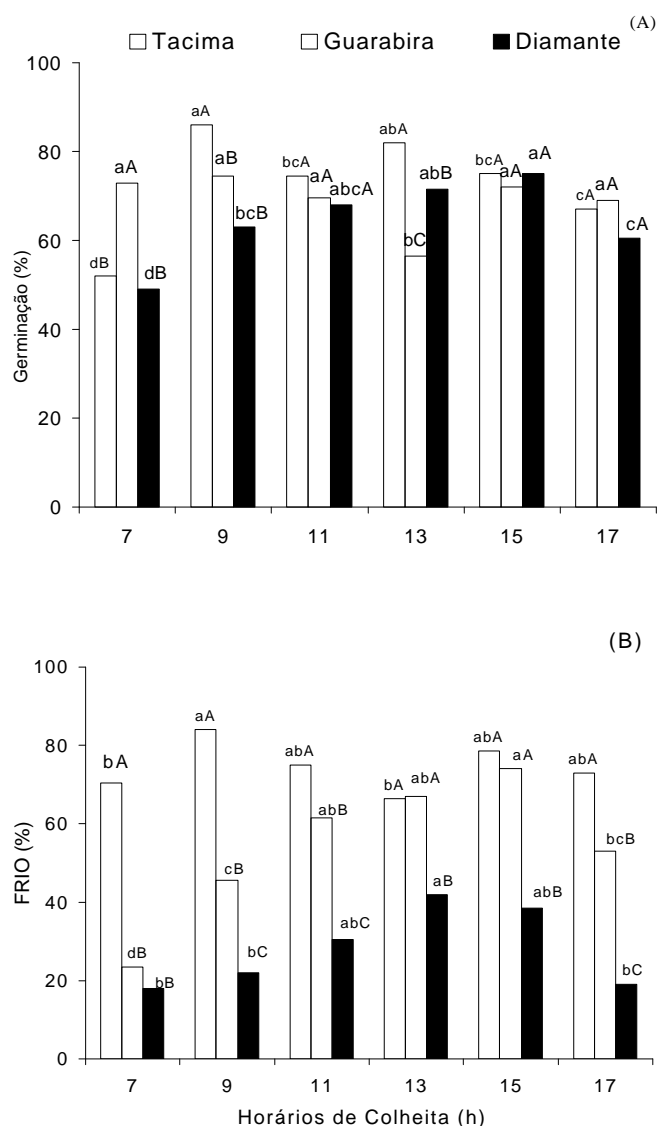 (A)
Tacima Guarabira Diamante
100
80
60
40
20
0
Germinação (%)
dB aA dB
aA aB bcB
bcA aA abcA
abA bC abB
bcA aA aA
cA aA cA
7 9 11 13 15 17
(B)
100
80
60
40
20
0
FRIO (%)
bA dB bB
aA cB bC
abA abB abC
bA abA aB
abA aA abB
abA bcB bC
7 9 11 13 15 17
Horários de Colheita (h)